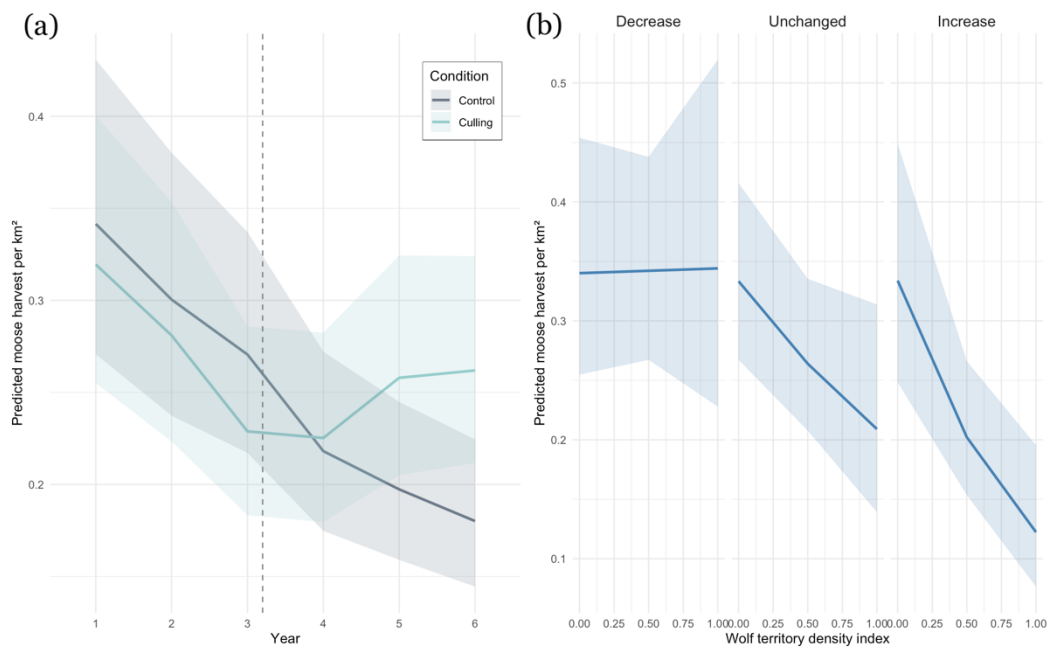 (a)
Condition
Control
Culling
Predicted moose harvest per km²
0.4
0.3
0.2
1 2 3 4 5 6
Year
(b)
Decrease Unchanged Increase
Predicted moose harvest per km²
0.5
0.4
0.3
0.2
0.1
0.00 0.25 0.50 0.75 1.00 0.00 0.25 0.50 0.75 1.00 0.00 0.25 0.50 0.75 1.00
Wolf territory density index